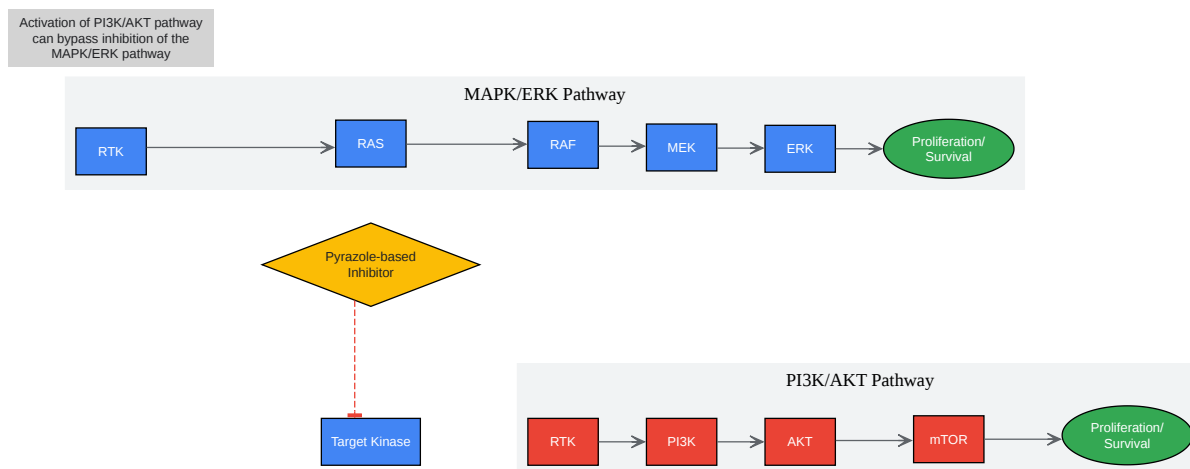 Activation of PI3K/AKT pathway
can bypass inhibition of the
MAPK/ERK pathway
MAPK/ERK Pathway
RTK
RAS
RAF
MEK
ERK
Proliferation/
Survival
Pyrazole-based
Inhibitor
Target Kinase
PI3K/AKT Pathway
RTK
PI3K
AKT
mTOR
Proliferation/
Survival